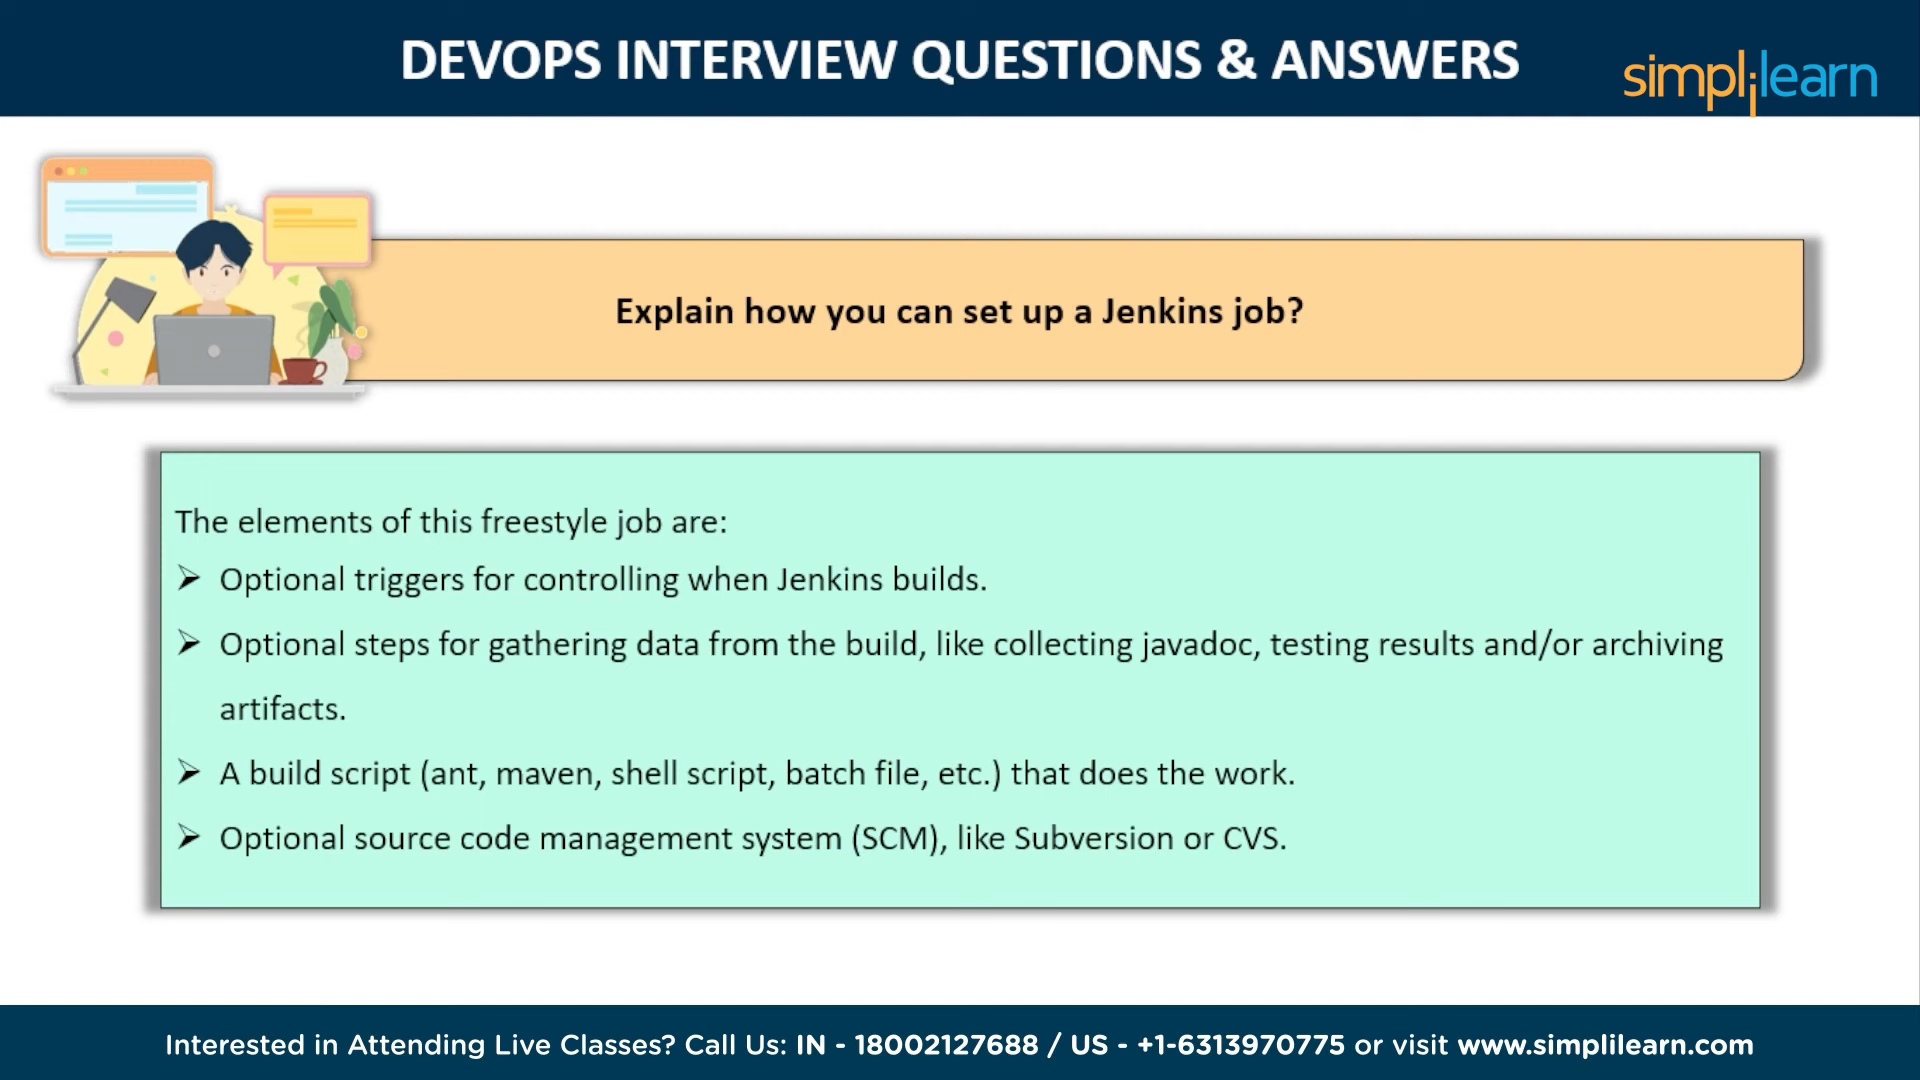 DEVOPS INTERVIEW QUESTIONS & ANSWERS
simplilearn
Explain how you can set up a Jenkins job?
The elements of this freestyle job are:
➢ Optional triggers for controlling when Jenkins builds.
➢ Optional steps for gathering data from the build, like collecting javadoc, testing results and/or archiving
artifacts.
➢ A build script (ant, maven, shell script, batch file, etc.) that does the work.
➢ Optional source code management system (SCM), like Subversion or CVS.
Interested in Attending Live Classes? Call Us: IN - 18002127688 / US - +1-6313970775 or visit www.simplilearn.com